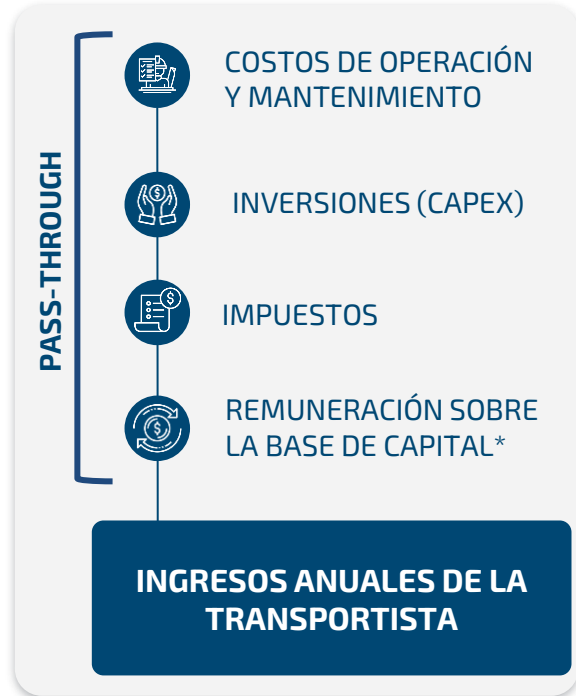 PASS-THROUGH
COSTOS DE OPERACIÓN
Y MANTENIMIENTO
INVERSIONES (CAPEX)
IMPUESTOS
REMUNERACIÓN SOBRE
LA BASE DE CAPITAL*
INGRESOS ANUALES DE LA
TRANSPORTISTA